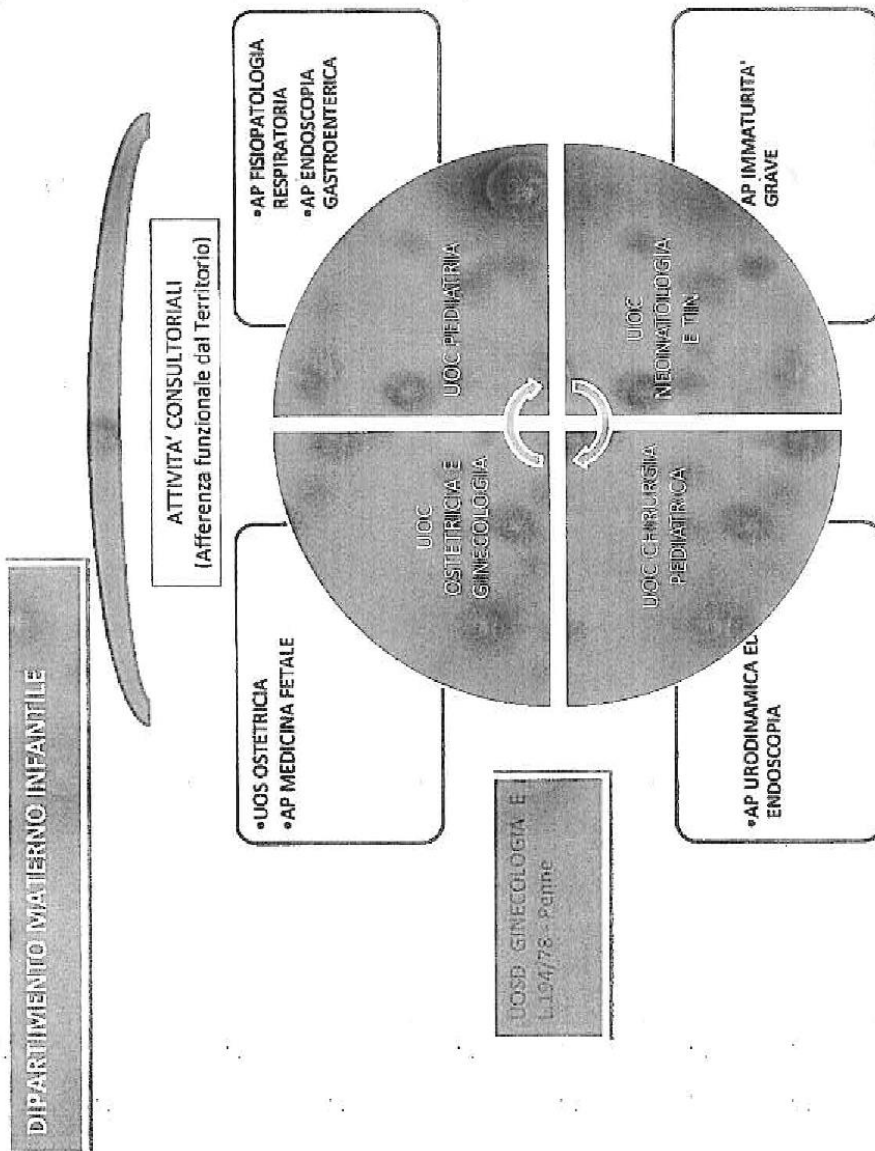 DIPARTIMENTO MATERNO INFANTILE
ATTIVITA' CONSULTORIALI
(Afferenza funzionale dal Territorio)
•UOS OSTETRICIA
•AP MEDICINA FETALE
•AP FISIOPATOLOGIA
RESPIRATORIA
•AP ENDOSCOPIA
GASTROENTERICA
UOC
OSTETRICIA E
GINECOLOGIA
UOC PEDIATRIA
UOSD GINECOLOGIA E
L.194/78 - Penne
UOC CHIRURGIA
PEDIATRICA
UOC
NEONATOLOGIA
E TIN
•AP URODINAMICA ED
ENDOSCOPIA
AP IMMATURITA'
GRAVE